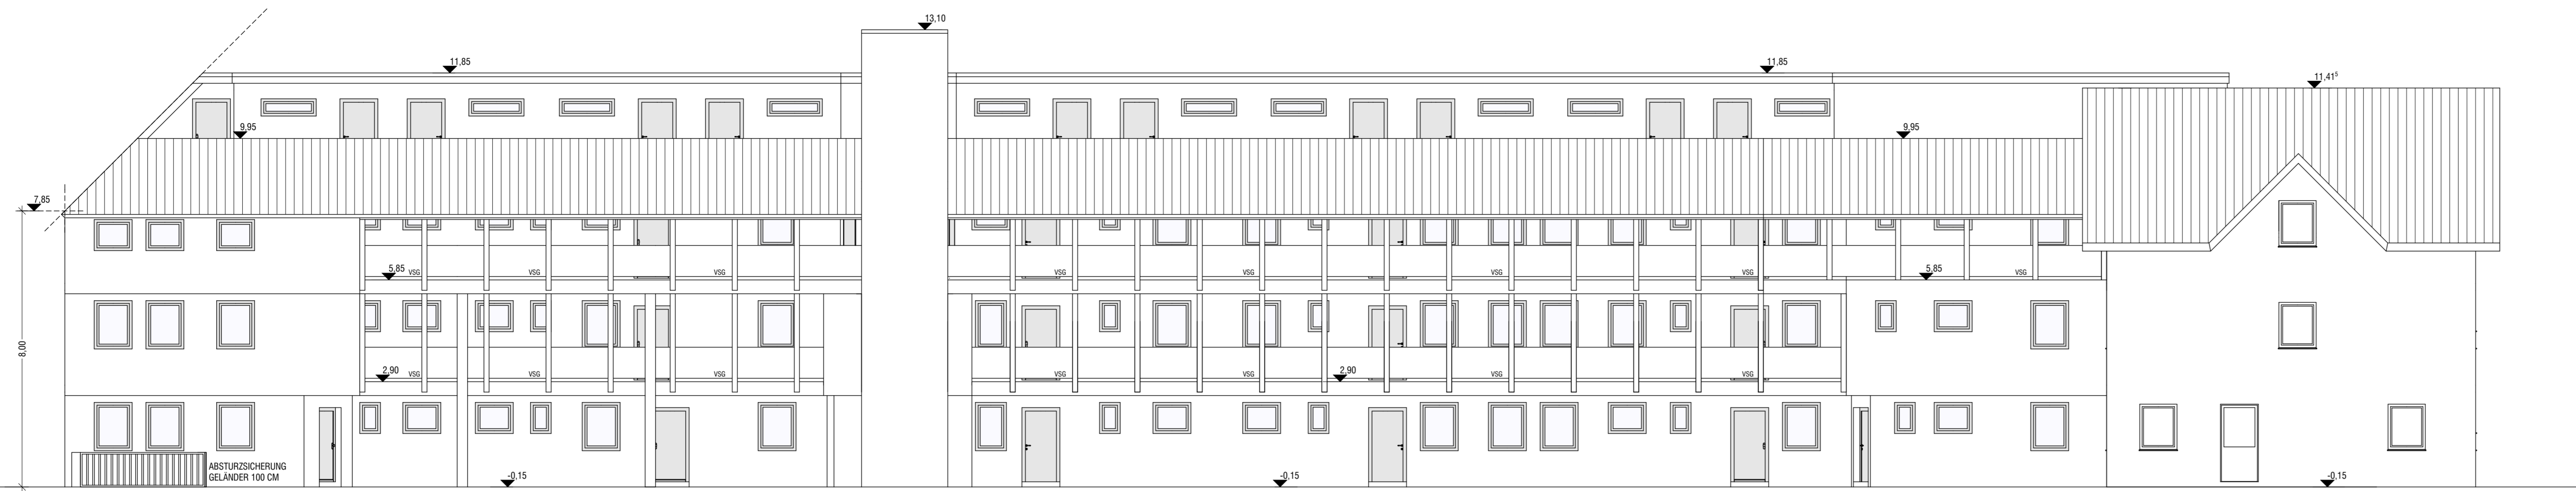 13,10
11,85
11,85
11,41⁵
9,95
9,95
7,85
5,85
VSG
VSG
VSG
VSG
VSG
VSG
VSG
5,85
VSG
8,00
2,90
VSG
VSG
VSG
VSG
VSG
2,90
VSG
VSG
ABSTURZSICHERUNG
GELÄNDER 100 CM
-0,15
-0,15
-0,15